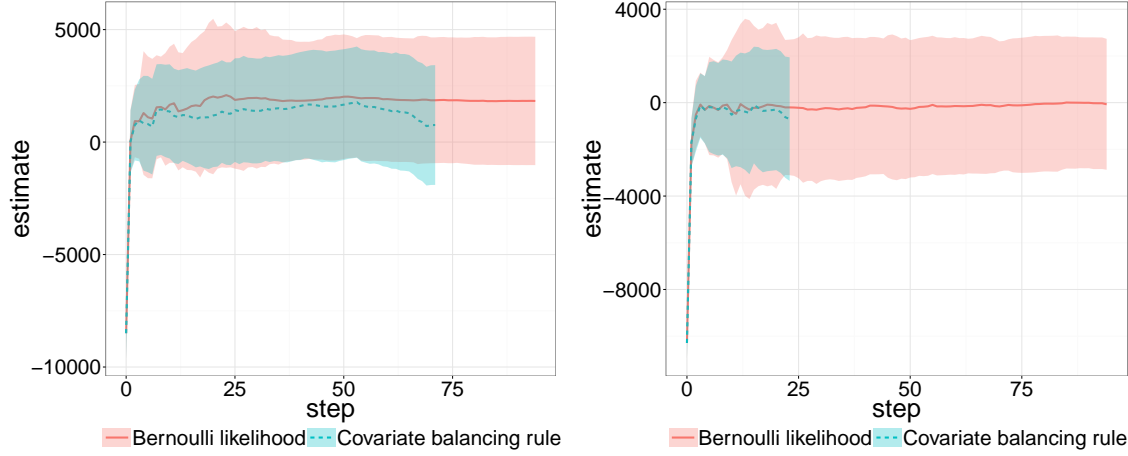 5000
0
−5000
−10000
estimate
0
25
50
75
step
Bernoulli likelihood
Covariate balancing rule
4000
0
−4000
−8000
estimate
0
25
50
75
step
Bernoulli likelihood
Covariate balancing rule